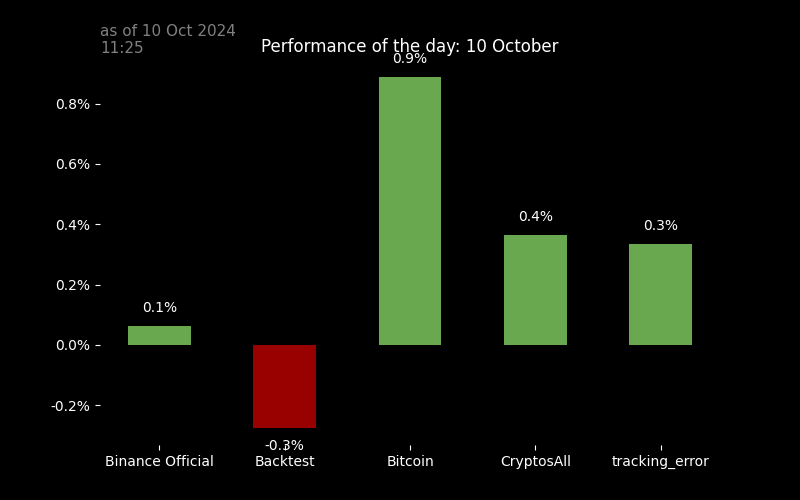 as of 10 Oct 2024
11:25
Performance of the day: 10 October
0.9%
0.8%
0.6%
0.4%
0.4%
0.3%
0.2%
0.1%
0.0%
-0.2%
-0.3%
Binance Official
Backtest
Bitcoin
CryptosAll
tracking_error